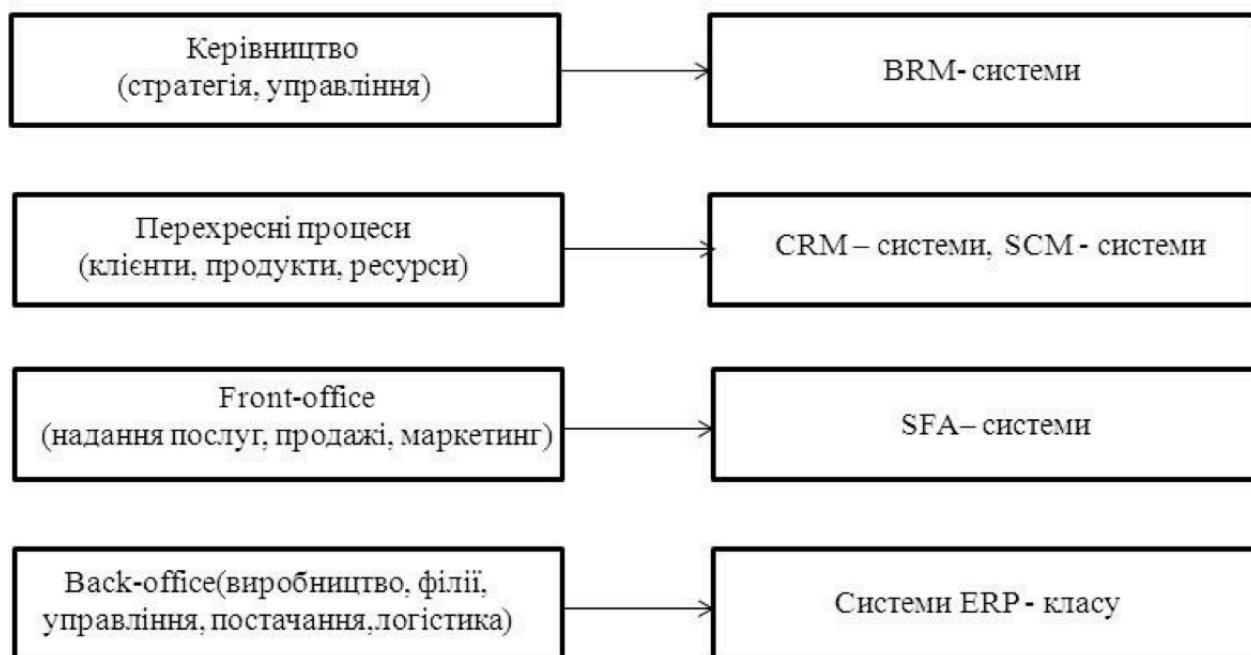 Керівництво
(стратегія, управління)
BRM- системи
Перехресні процеси
(клієнти, продукти, ресурси)
CRM – системи, SCM - системи
Front-office
(надання послуг, продажі, маркетинг)
SFA– системи
Back-office(виробництво, філії,
управління, постачання,логістика)
Системи ERP - класу